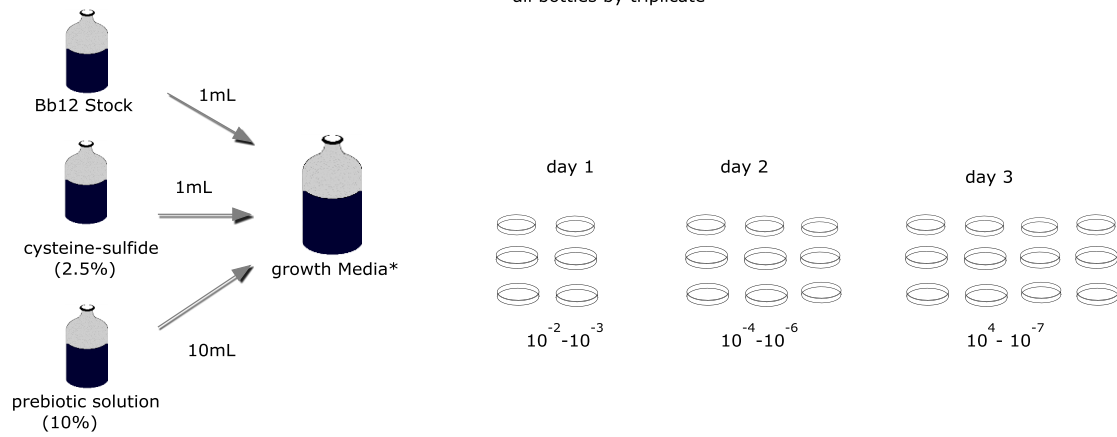 all bottles by triplicate
Bb12 Stock
1mL
cysteine-sulfide
(2.5%)
1mL
prebiotic solution
(10%)
10mL
growth Media*
day 1
10⁻²-10⁻³
day 2
10⁻⁴-10⁻⁶
day 3
10⁴- 10⁻⁷